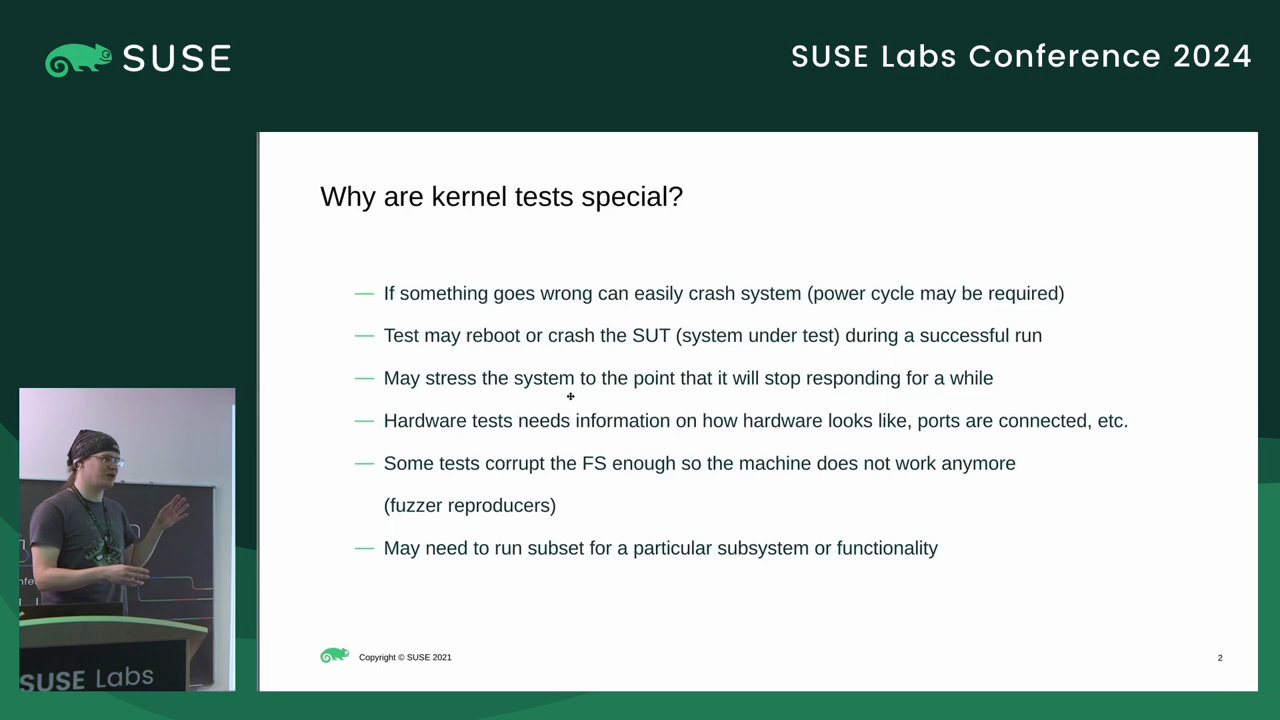 SUSE
SUSE Labs Conference 2024
Why are kernel tests special?
— If something goes wrong can easily crash system (power cycle may be required)
— Test may reboot or crash the SUT (system under test) during a successful run
— May stress the system to the point that it will stop responding for a while
— Hardware tests needs information on how hardware looks like, ports are connected, etc.
— Some tests corrupt the FS enough so the machine does not work anymore
(fuzzer reproducers)
— May need to run subset for a particular subsystem or functionality
Copyright © SUSE 2021
2
SUSE Labs